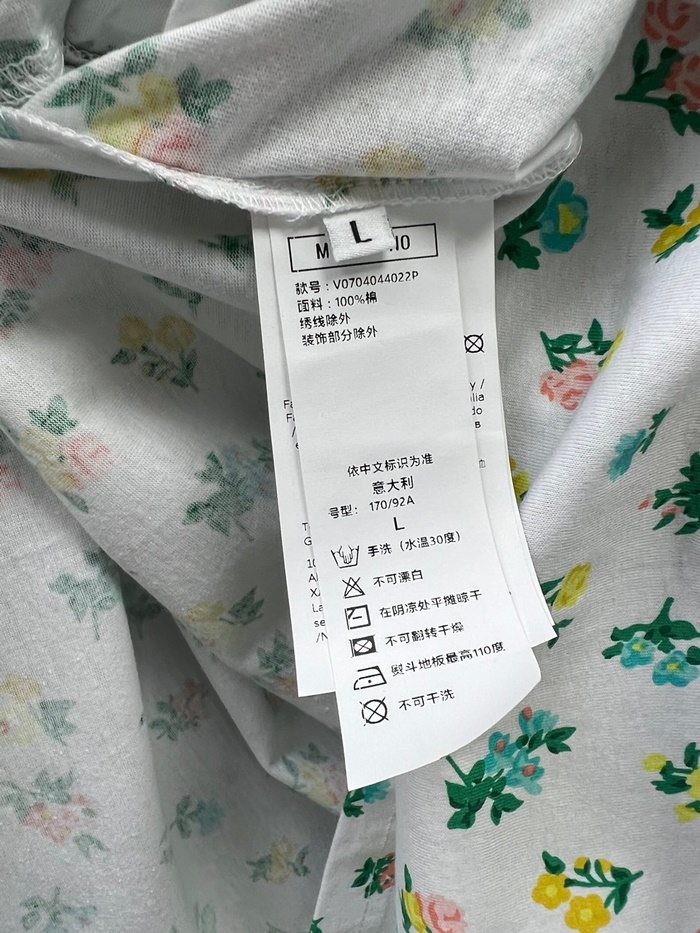 L
款号：V0704044022P
面料：100%棉
绣线除外
装饰部分除外
依中文标识为准
意大利
号型：170/92A
L
手洗（水温30度）
不可漂白
在阴凉处平摊晾干
不可翻转干燥
熨斗地板最高110度
不可干洗